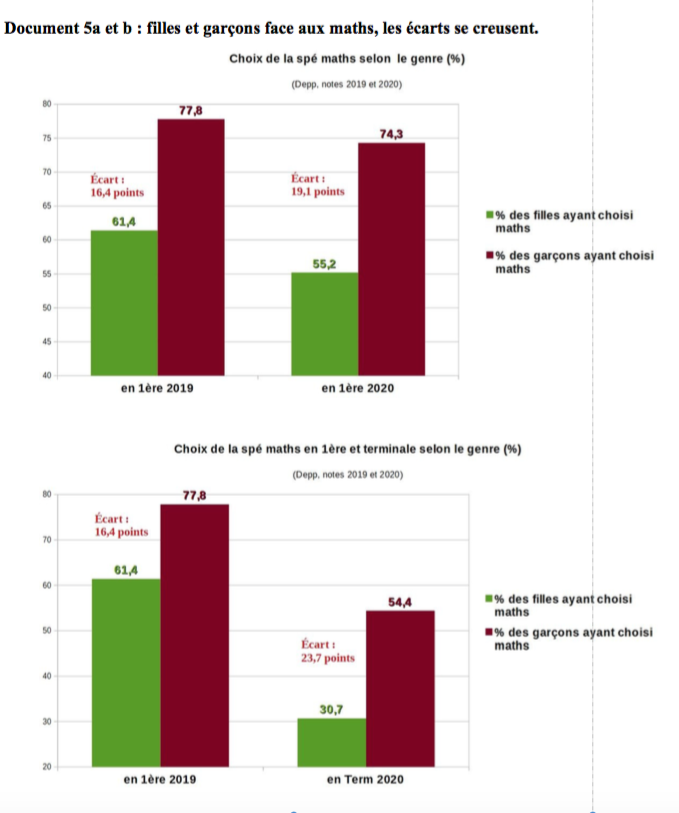 Document 5a et b : filles et garçons face aux maths, les écarts se creusent.
Choix de la spé maths selon le genre (%)
(Depp, notes 2019 et 2020)
80
75
70
65
60
55
50
45
40
77,8
74,3
Écart :
16,4 points
Écart :
19,1 points
61,4
55,2
% des filles ayant choisi
maths
% des garçons ayant choisi
maths
en 1ère 2019
en 1ère 2020
Choix de la spé maths en 1ère et terminale selon le genre (%)
(Depp, notes 2019 et 2020)
80
70
60
50
40
30
20
77,8
Écart :
16,4 points
61,4
54,4
Écart :
23,7 points
30,7
% des filles ayant choisi
maths
% des garçons ayant choisi
maths
en 1ère 2019
en Term 2020